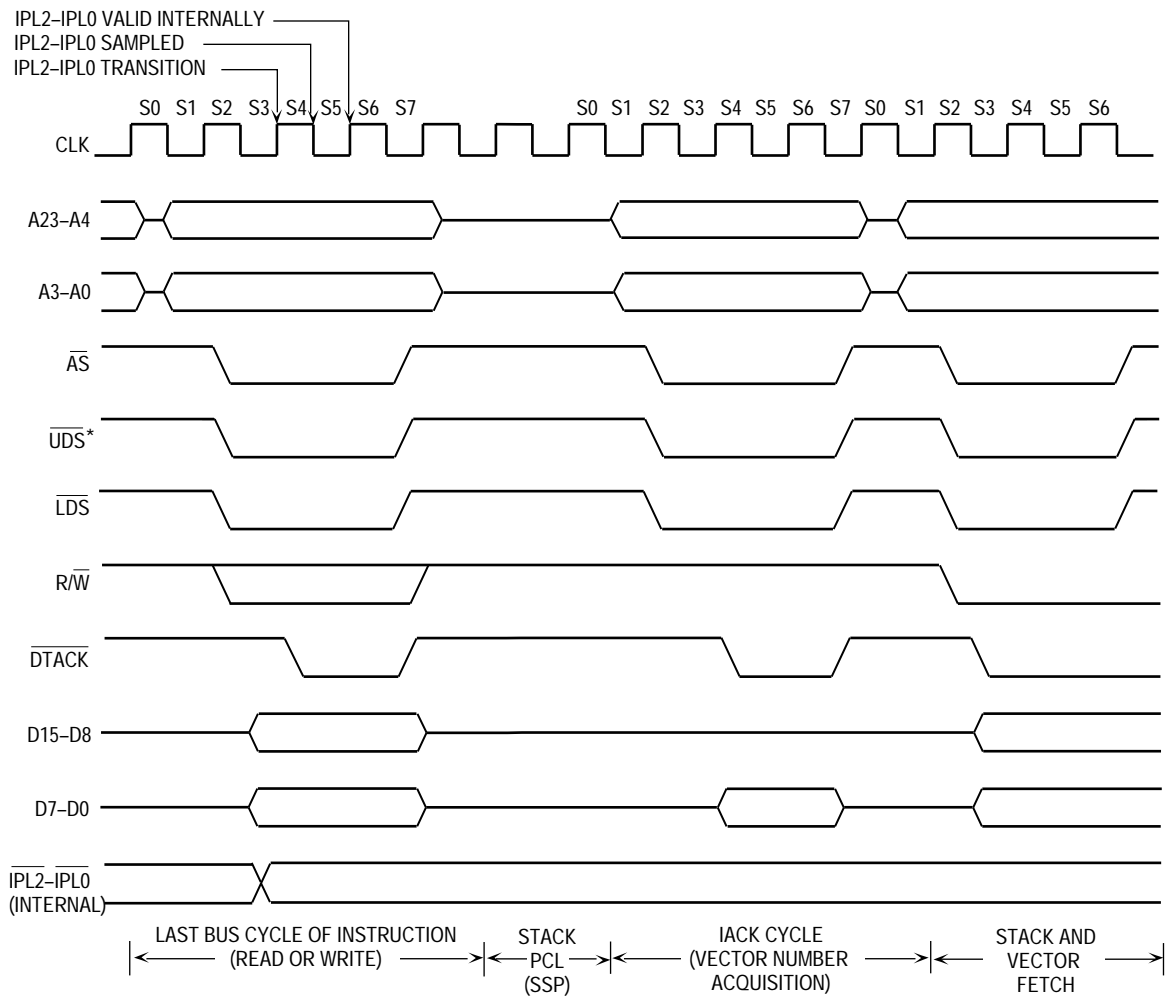 IPL2–IPL0 VALID INTERNALLY
IPL2–IPL0 SAMPLED
IPL2–IPL0 TRANSITION
S0 S1 S2 S3 S4 S5 S6 S7 S0 S1 S2 S3 S4 S5 S6 S7 S0 S1 S2 S3 S4 S5 S6
CLK
A23–A4
A3–A0
AS
UDS*
LDS
R/W
DTACK
D15–D8
D7–D0
IPL2–IPL0
(INTERNAL)
LAST BUS CYCLE OF INSTRUCTION
(READ OR WRITE)
STACK
PCL
(SSP)
IACK CYCLE
(VECTOR NUMBER
ACQUISITION)
STACK AND
VECTOR
FETCH